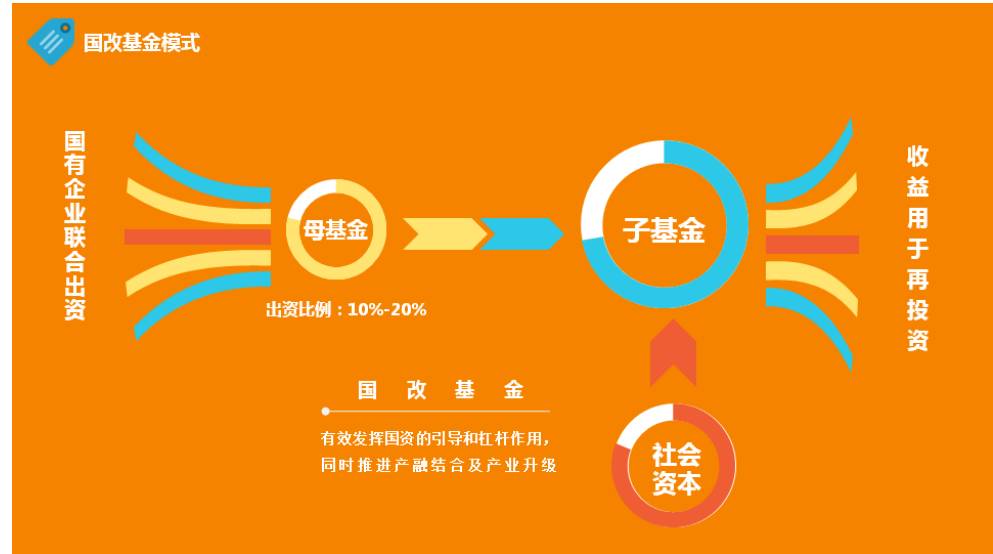 国改基金模式
国有企业联合出资
母基金
出资比例：10%-20%
子基金
收益用于再投资
国改基金
有效发挥国资的引导和杠杆作用，
同时推进产融结合及产业升级
社会
资本